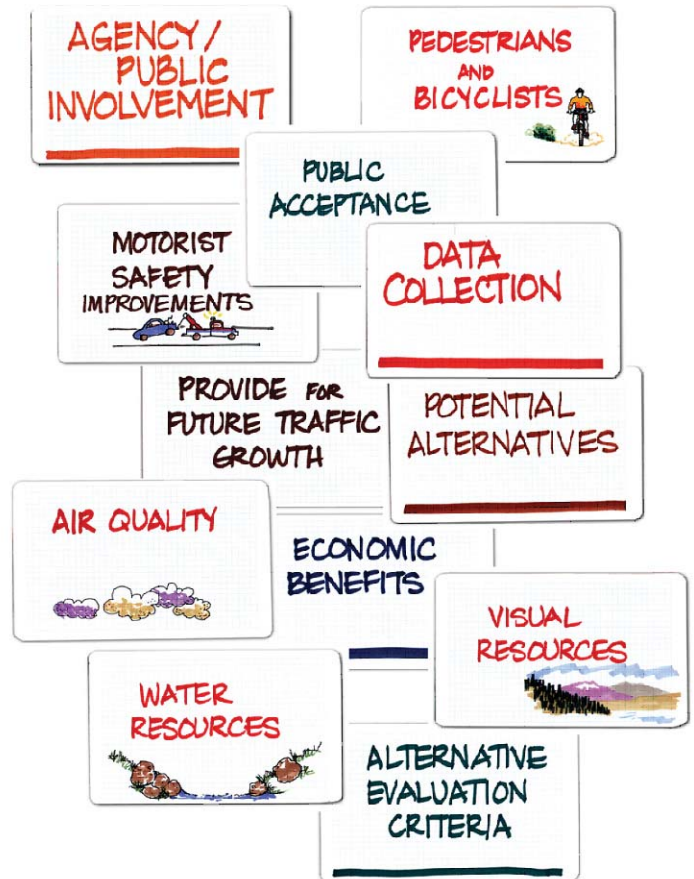 AGENCY/
PUBLIC
INVOLVEMENT
PEDESTRIANS
AND
BICYCLISTS
PUBLIC
ACCEPTANCE
MOTORIST
SAFETY
IMPROVEMENTS
DATA
COLLECTION
PROVIDE FOR
FUTURE TRAFFIC
GROWTH
POTENTIAL
ALTERNATIVES
AIR QUALITY
ECONOMIC
BENEFITS
VISUAL
RESOURCES
WATER
RESOURCES
ALTERNATIVE
EVALUATION
CRITERIA